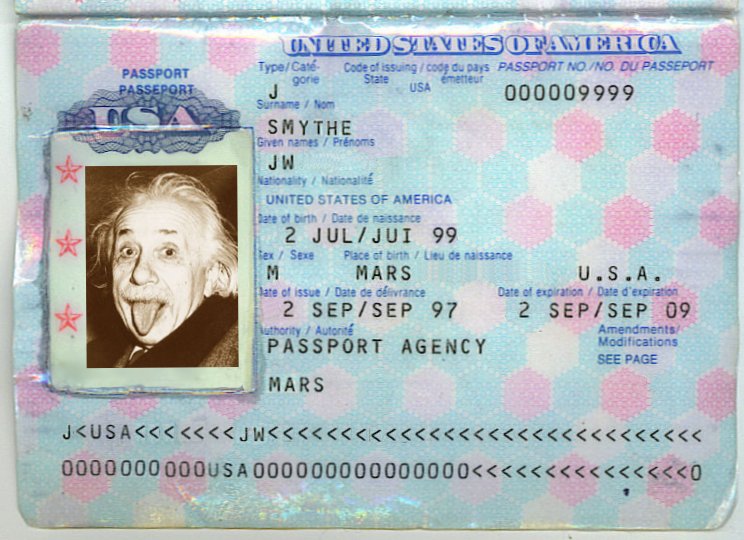 UNITED STATES OF AMERICA
PASSPORT
PASSEPORT
USA
Type/Caté-
gorie
Code of issuing / code du pays
State émetteur
PASSPORT NO./NO. DU PASSEPORT
J
USA
000009999
Surname / Nom
SMYTHE
Given names / Prénoms
JW
Nationality / Nationalité
UNITED STATES OF AMERICA
Date of birth / Date de naissance
2 JUL/JUI 99
Sex / Sexe Place of birth / Lieu de naissance
M MARS U.S.A.
Date of issue / Date de délivrance Date of expiration / Date d'expiration
2 SEP/SEP 97 2 SEP/SEP 09
Authority / Autorité
Amendments/
Modifications
SEE PAGE
PASSPORT AGENCY
MARS
J<USA<<<<<<<JW<<<<<<<<<<<<<<<<<<<<<<<<<<<<<<<
0000000000USA0000000000000000<<<<<<<<<<<<<<<0